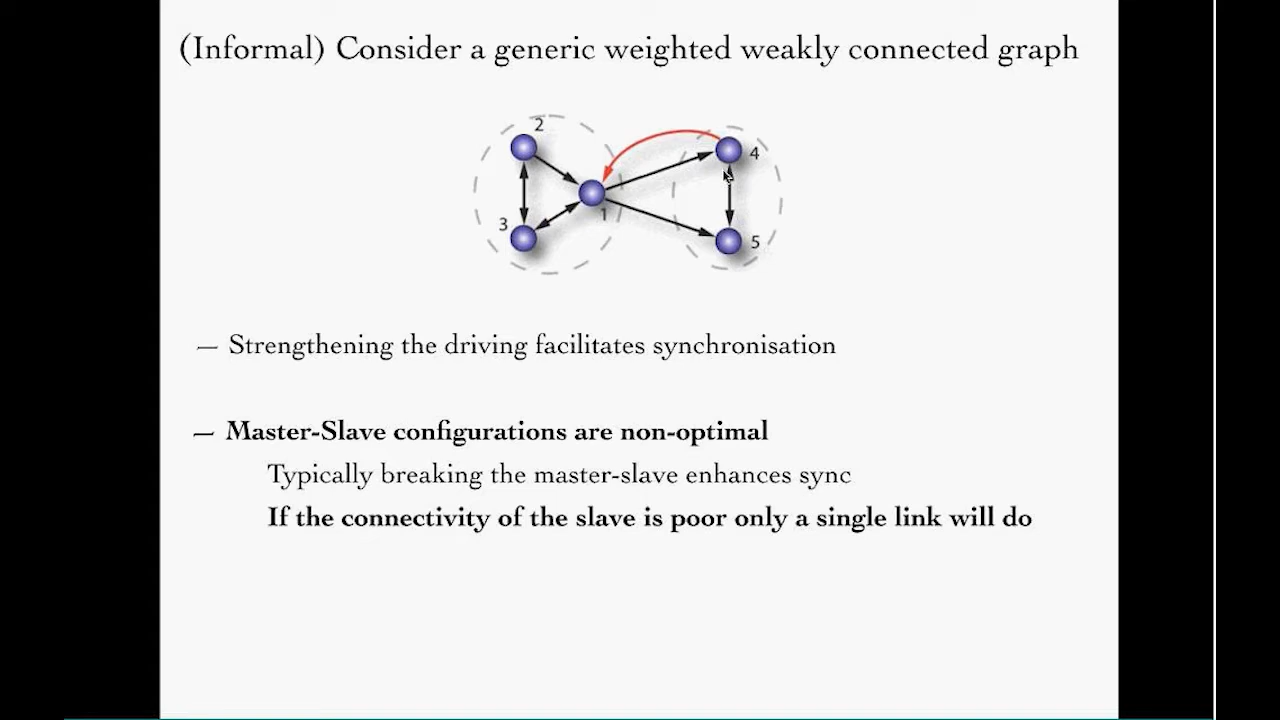 (Informal) Consider a generic weighted weakly connected graph
2
4
3
1
5
— Strengthening the driving facilitates synchronisation
— Master-Slave configurations are non-optimal
Typically breaking the master-slave enhances sync
If the connectivity of the slave is poor only a single link will do